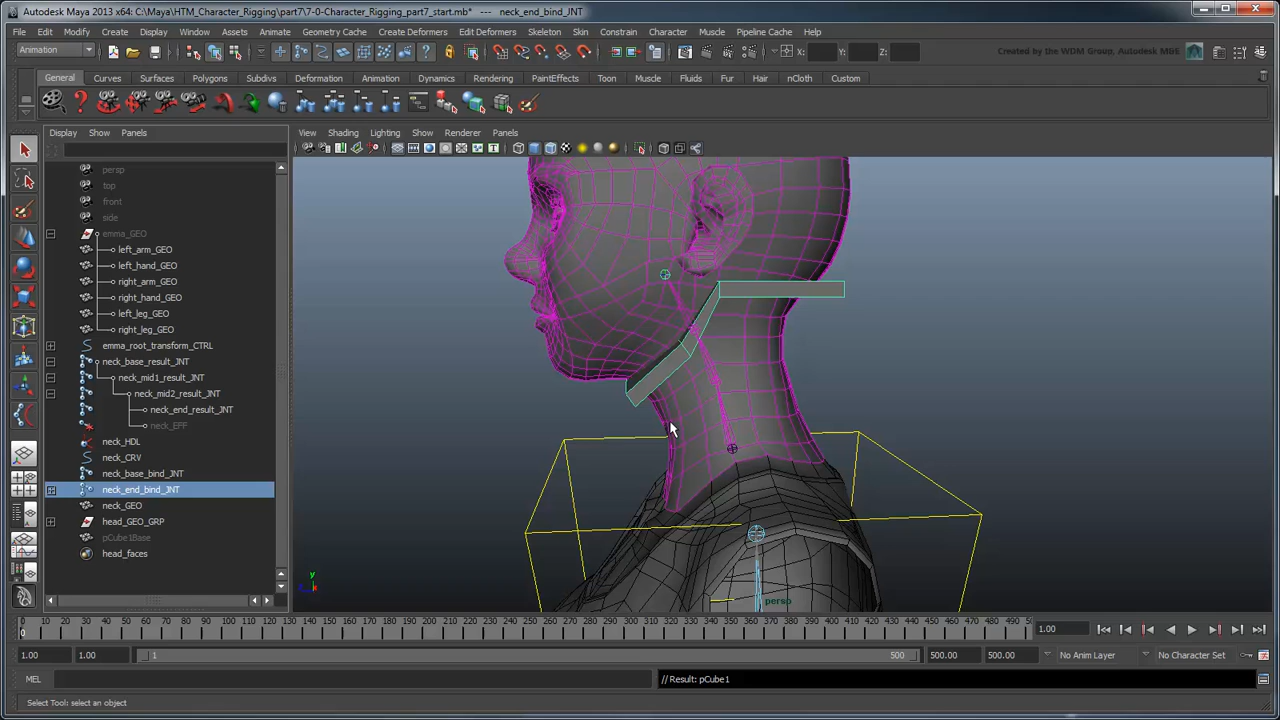 Autodesk Maya 2013 x64: C:\Maya\HTM_Character_Rigging\part7\7-0-Character_Rigging_part7_start.mb* --- neck_end_bind_JNT
File Edit Modify Create Display Window Assets Animate Geometry Cache Create Deformers Edit Deformers Skeleton Skin Constrain Character Muscle Pipeline Cache Help
Animation X: Y: Z: Created by the WDM Group, Autodesk MBE
General Curves Surfaces Polygons Subdivs Deformation Animation Dynamics Rendering PaintEffects Toon Muscle Fluids Fur Hair nCloth Custom
Display Show Panels
View Shading Lighting Show Renderer Panels
persp
top
front
side
emma_GEO
left_arm_GEO
left_hand_GEO
right_arm_GEO
right_hand_GEO
left_leg_GEO
right_leg_GEO
emma_root_transform_CTRL
neck_base_result_JNT
neck_mid1_result_JNT
neck_mid2_result_JNT
neck_end_result_JNT
neck_EFF
neck_HDL
neck_CRV
neck_base_bind_JNT
neck_end_bind_JNT
neck_GEO
head_GEO_GRP
pCube1Base
head_faces
y
persp
0 10 20 30 40 50 60 70 80 90 100 110 120 130 140 150 160 170 180 190 200 210 220 230 240 250 260 270 280 290 300 310 320 330 340 350 360 370 380 390 400 410 420 430 440 450 460 470 480 490
0
1.00
1.00 1.00 1 500 500.00 500.00 No Anim Layer No Character Set
MEL // Result: pCube1
Select Tool: select an object